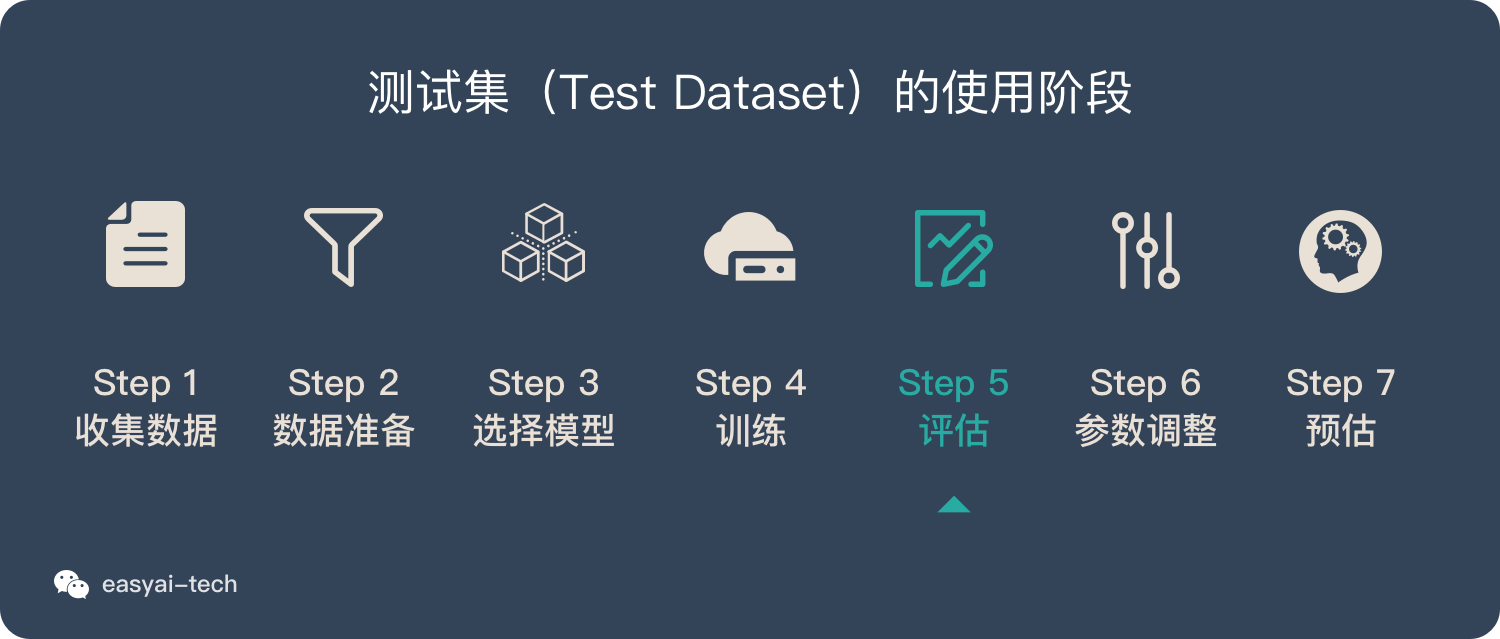 测试集（Test Dataset）的使用阶段
Step 1
收集数据
Step 2
数据准备
Step 3
选择模型
Step 4
训练
Step 5
评估
Step 6
参数调整
Step 7
预估
easyai-tech